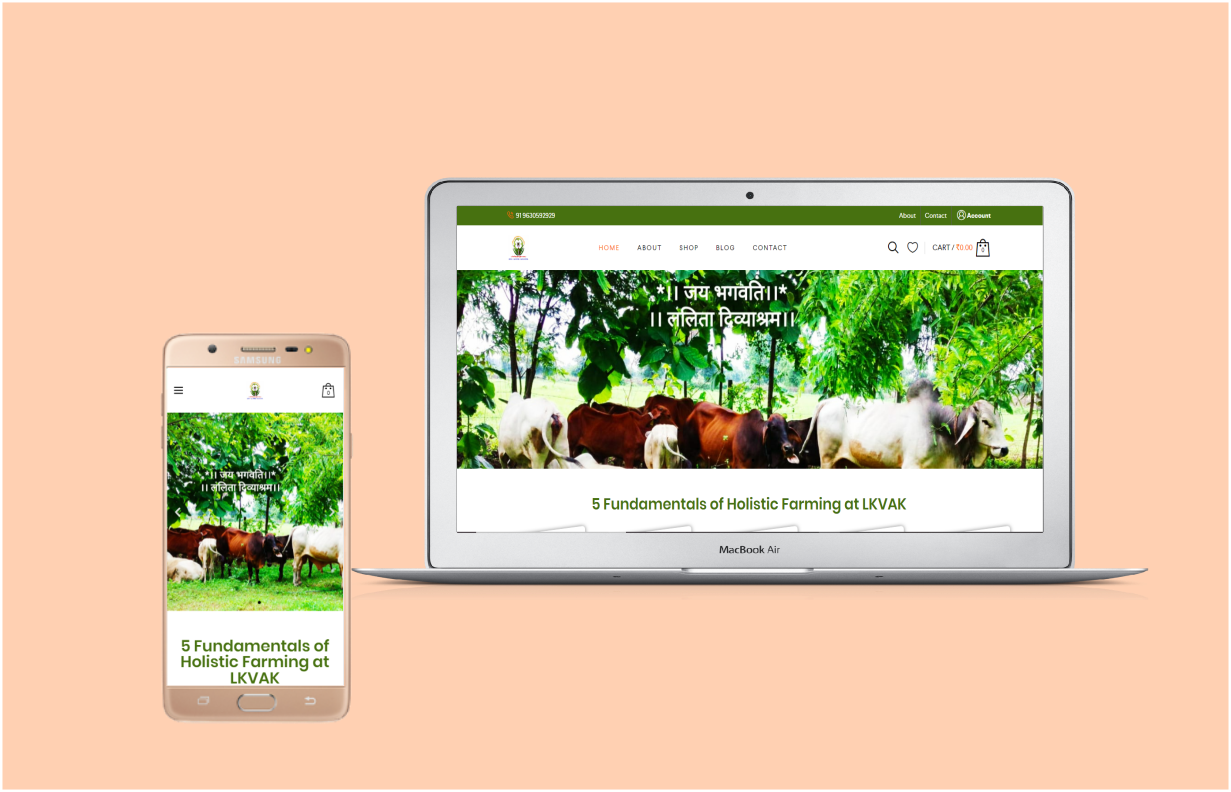 91 9630592929
About Contact Account
HOME ABOUT SHOP BLOG CONTACT
CART / ₹0.00 0
*।। जय भगवति।।*
।। ललिता दिव्याश्रम।।
5 Fundamentals of Holistic Farming at LKVAK
MacBook Air
SAMSUNG
0
*।। जय भगवति।।*
।। ललिता दिव्याश्रम।।
5 Fundamentals of
Holistic Farming at
LKVAK